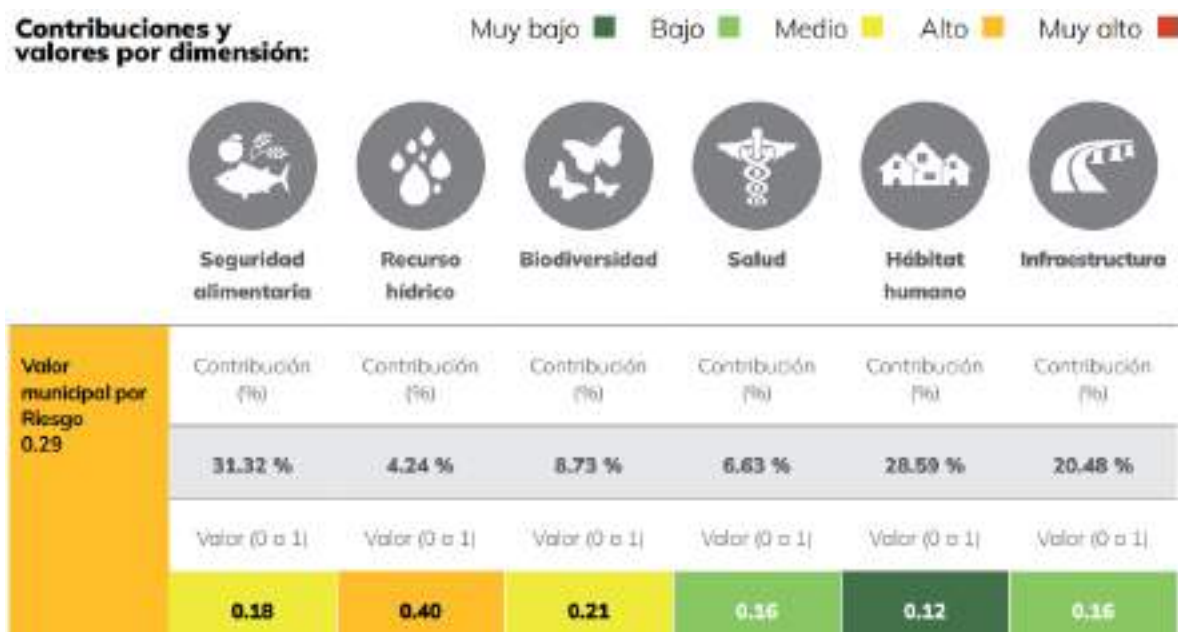 Contribuciones y
valores por dimensión:
Muy bajo Bajo Medio Alto Muy alto
Seguridad
alimentaria
Recurso
hídrico
Biodiversidad
Salud
Hábitat
humano
Infraestructura
Valor
municipal por
Riesgo
0.29
Contribución
(%)
Contribución
(%)
Contribución
(%)
Contribución
(%)
Contribución
(%)
Contribución
(%)
31.32 % 4.24 % 8.73 % 6.63 % 28.59 % 20.48 %
Valor (0 a 1) Valor (0 a 1) Valor (0 a 1) Valor (0 a 1) Valor (0 a 1) Valor (0 a 1)
0.18 0.40 0.21 0.16 0.12 0.16